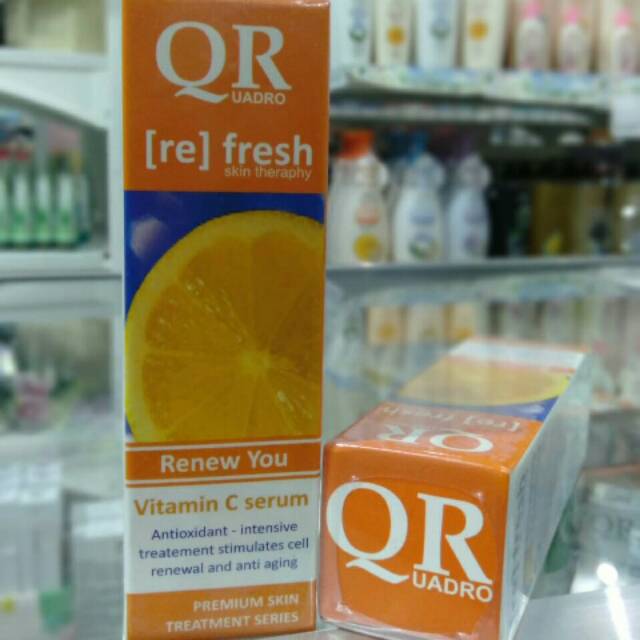 QR
UADRO
[re] fresh
skin theraphy
Renew You
Vitamin C serum
Antioxidant - intensive
treatement stimulates cell
renewal and anti aging
PREMIUM SKIN
TREATMENT SERIES
[re] fresh
QR
QR
UADRO